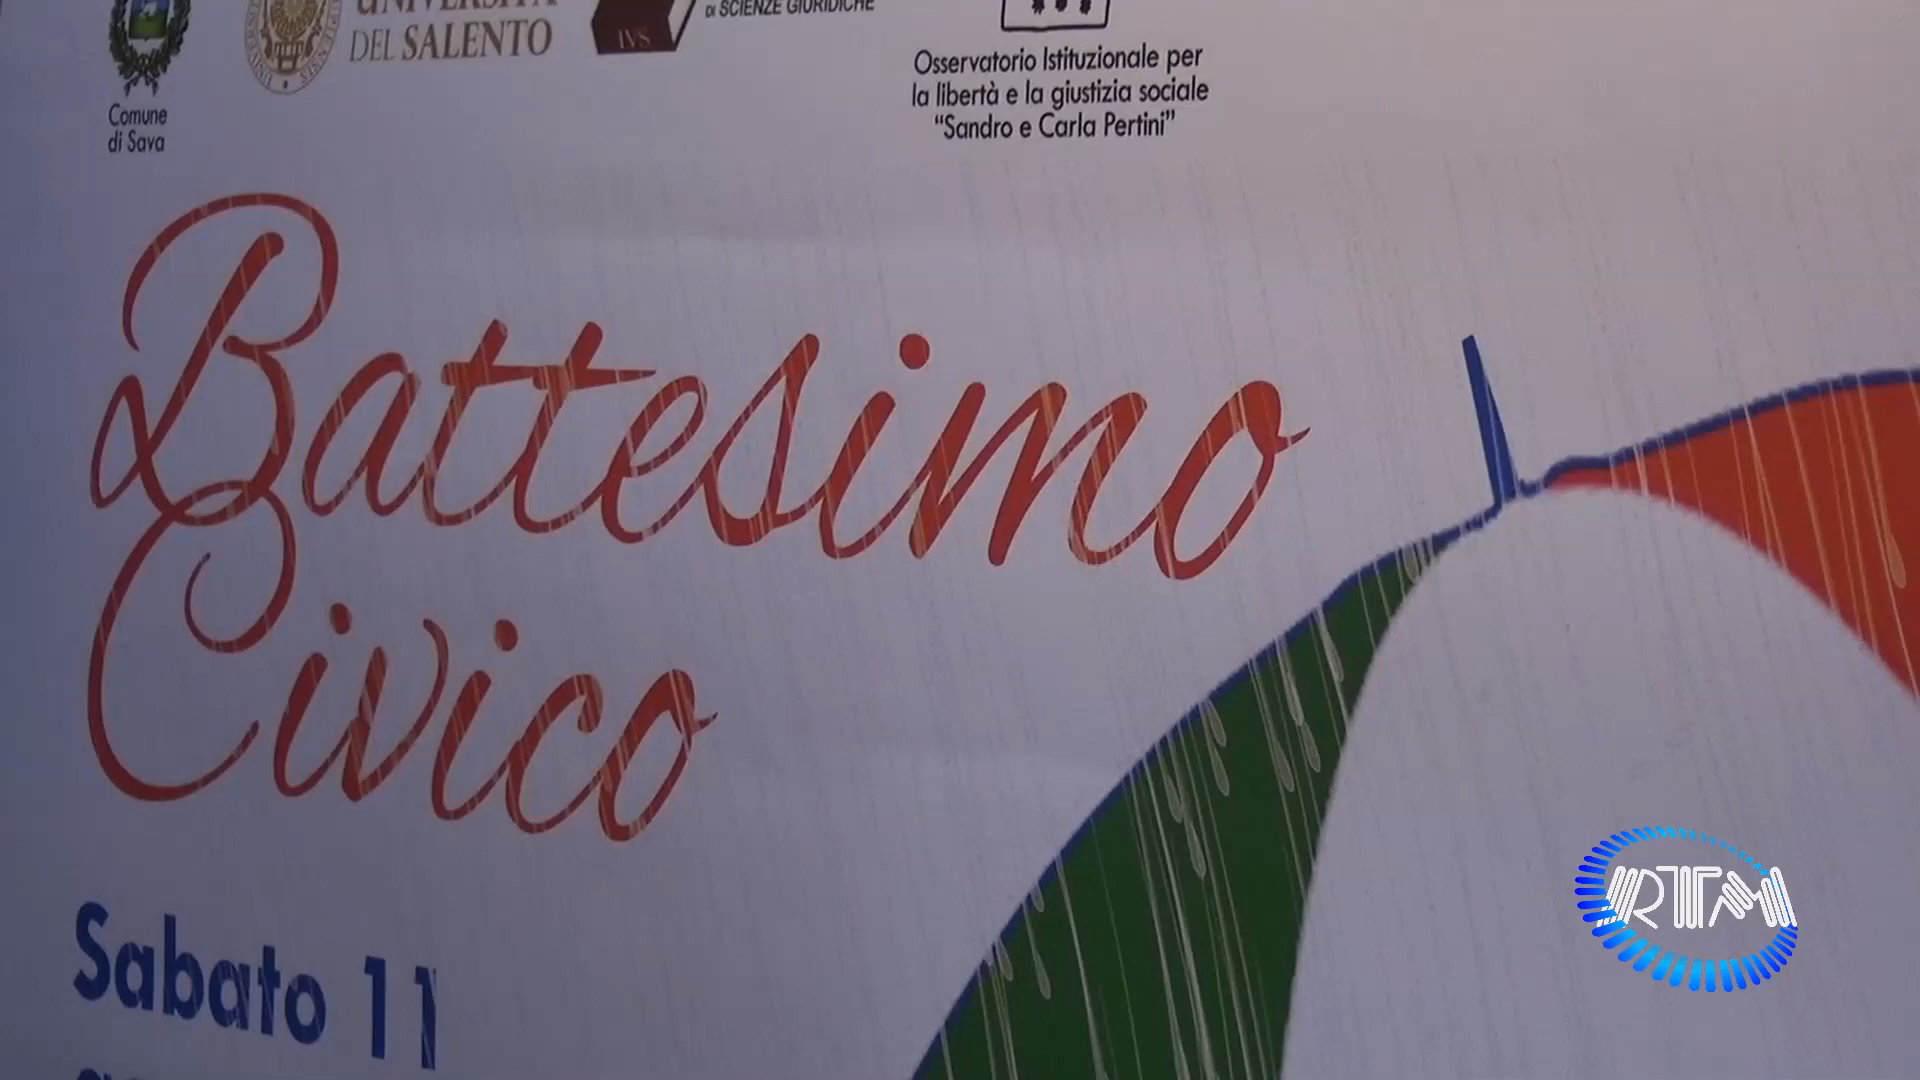 UNIVERSITÀ
DEL SALENTO
IVS
DI SCIENZE GIURIDICHE
Comune
di Sava
Osservatorio Istituzionale per
la libertà e la giustizia sociale
“Sandro e Carla Pertini”
Battesimo
Civico
Sabato 11
RTM